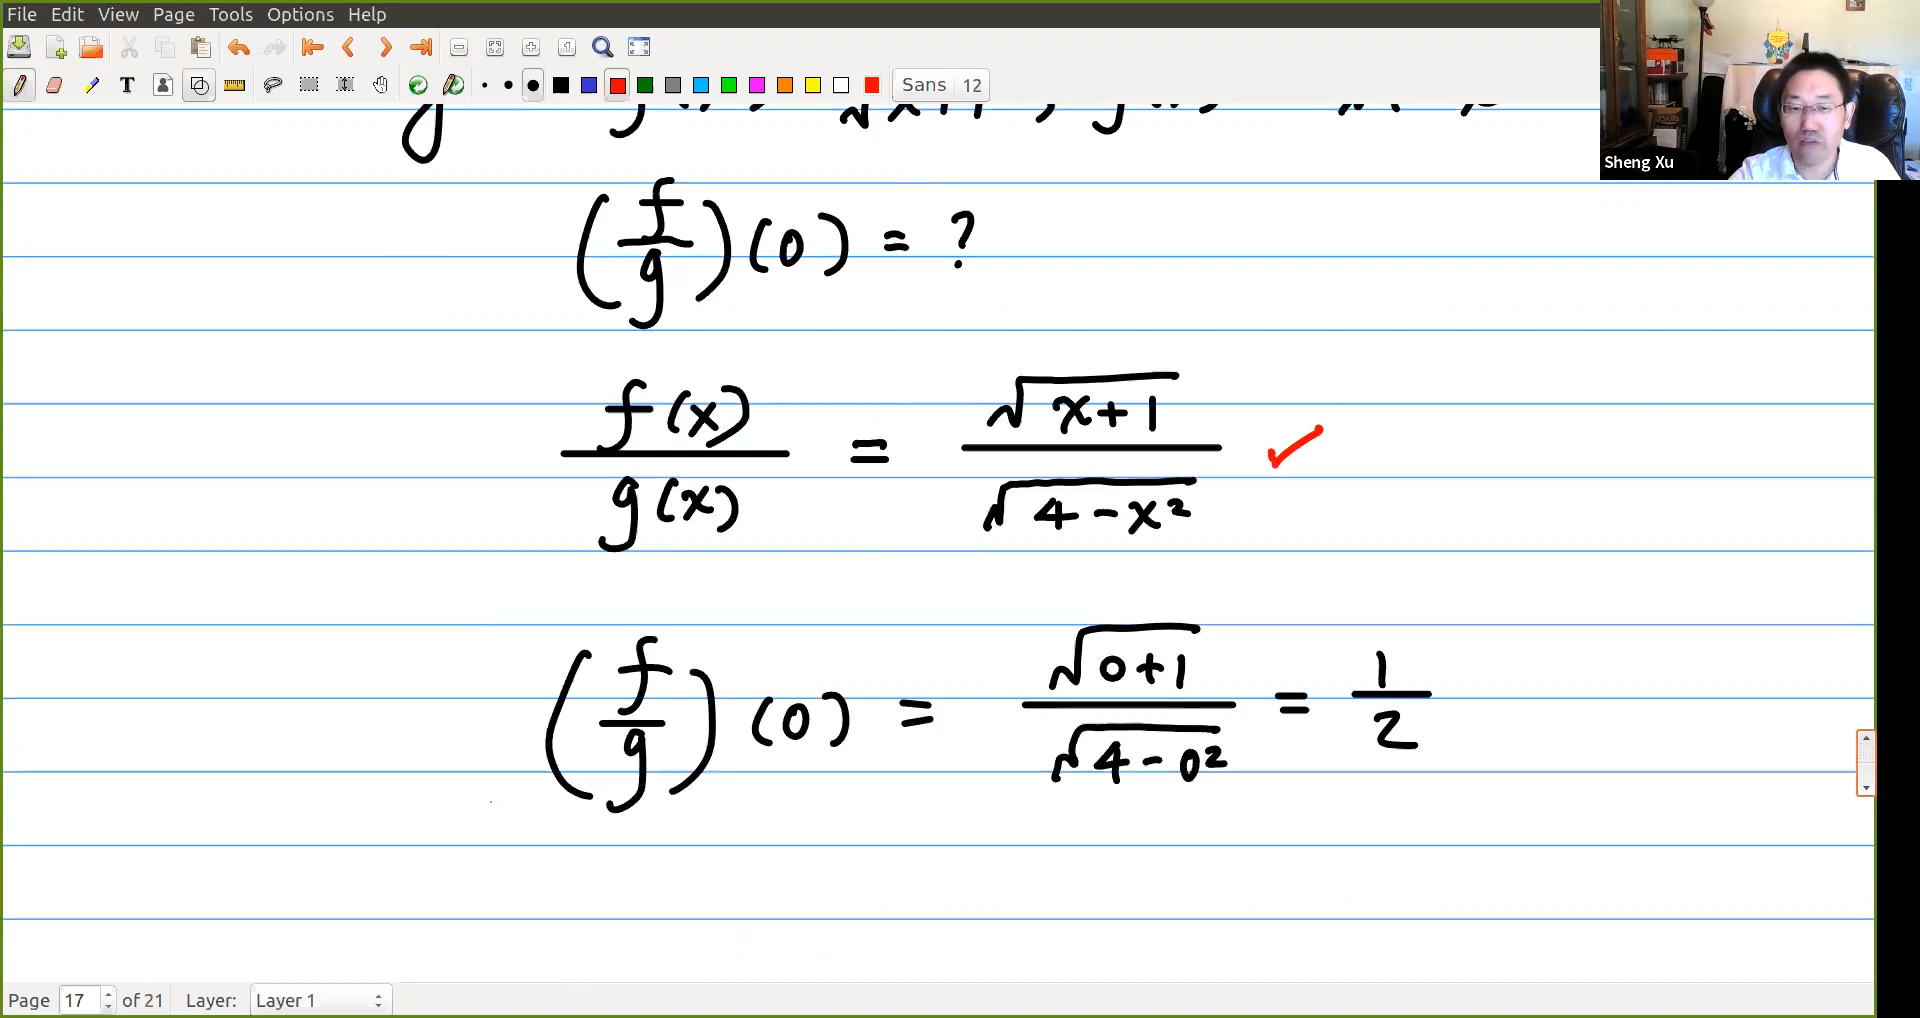 File Edit View Page Tools Options Help
Sans 12
Sheng Xu
(f/g)(0) = ?
f(x)/g(x) = √(x+1)/√(4-x²) ✓
(f/g)(0) = √(0+1)/√(4-0²) = 1/2
Page 17 of 21 Layer: Layer 1